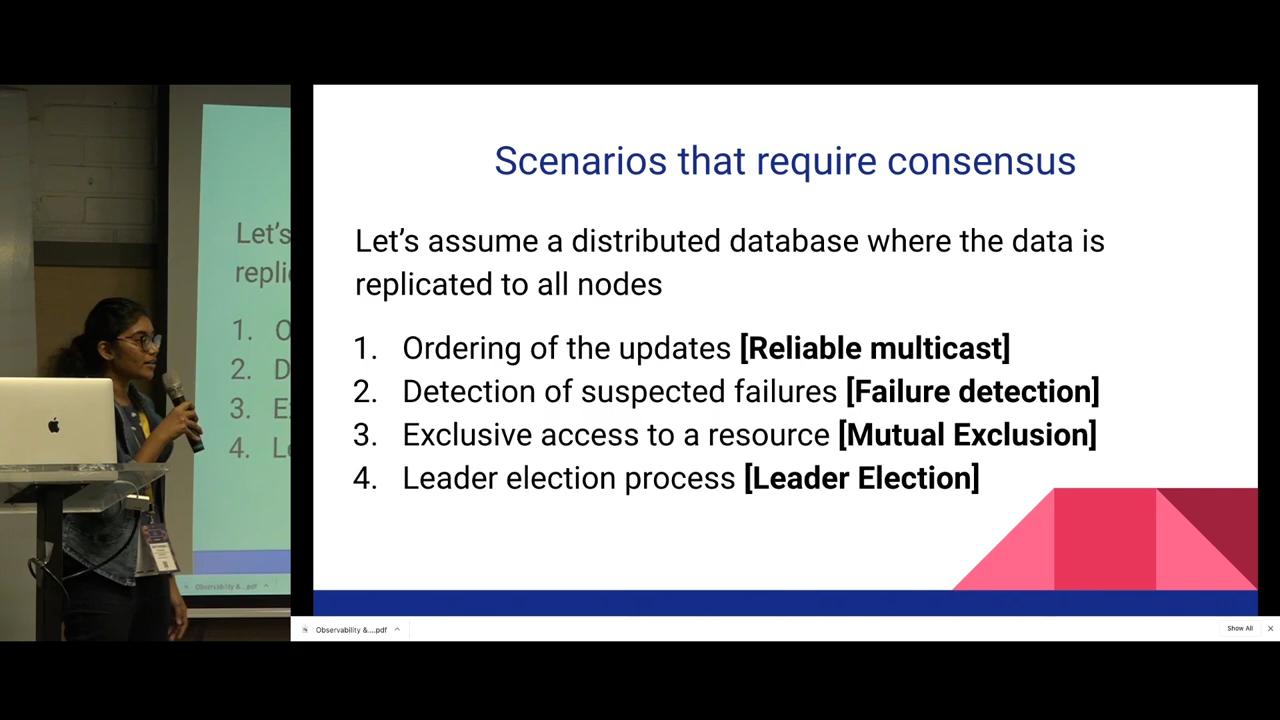 Scenarios that require consensus
Let's assume a distributed database where the data is
replicated to all nodes
1. Ordering of the updates [Reliable multicast]
2. Detection of suspected failures [Failure detection]
3. Exclusive access to a resource [Mutual Exclusion]
4. Leader election process [Leader Election]
Observability &....pdf
Show All
Let's
repli
1. O
2. D
3. E
4. L
Observability &...pdf